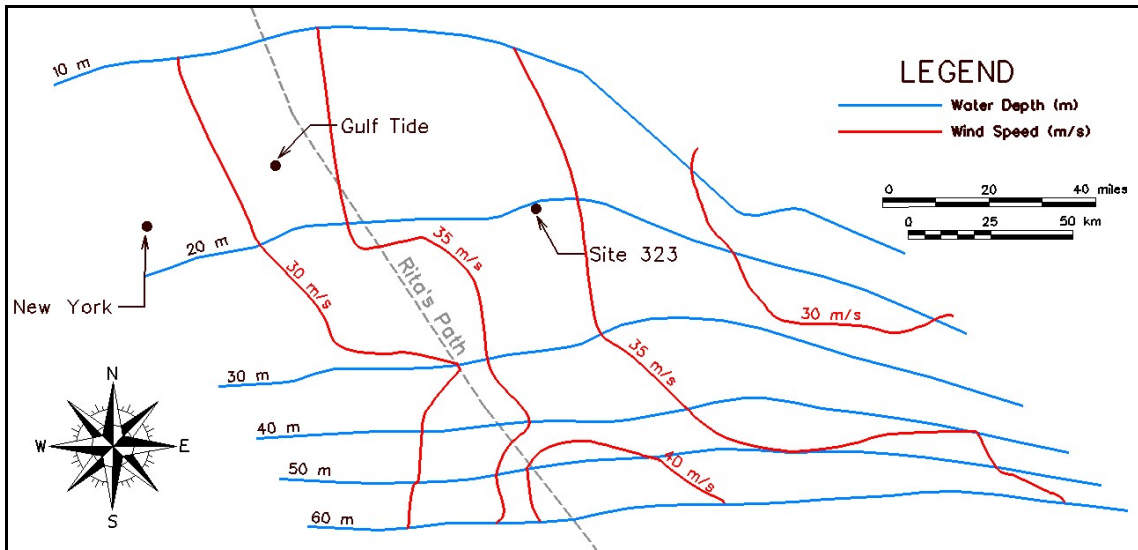 10 m
Gulf Tide
LEGEND
Water Depth (m)
Wind Speed (m/s)
0 20 40 miles
0 25 50 km
20 m
New York
30 m/s
35 m/s
Site 323
Rita's Path
30 m/s
30 m
35 m/s
40 m
40 m/s
50 m
60 m
N
W E
S